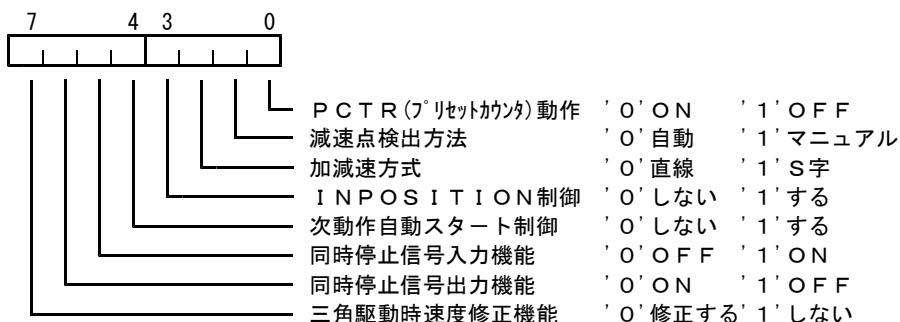 7 4 3 0
PCTR(ﾌﾟﾘｾｯﾄｶｳﾝﾀ)動作 '0'ON '1'OFF
減速点検出方法 '0'自動 '1'マニュアル
加減速方式 '0'直線 '1'S字
INPOSITION制御 '0'しない '1'する
次動作自動スタート制御 '0'しない '1'する
同時停止信号入力機能 '0'OFF '1'ON
同時停止信号出力機能 '0'ON '1'OFF
三角駆動時速度修正機能 '0'修正する'1'しない